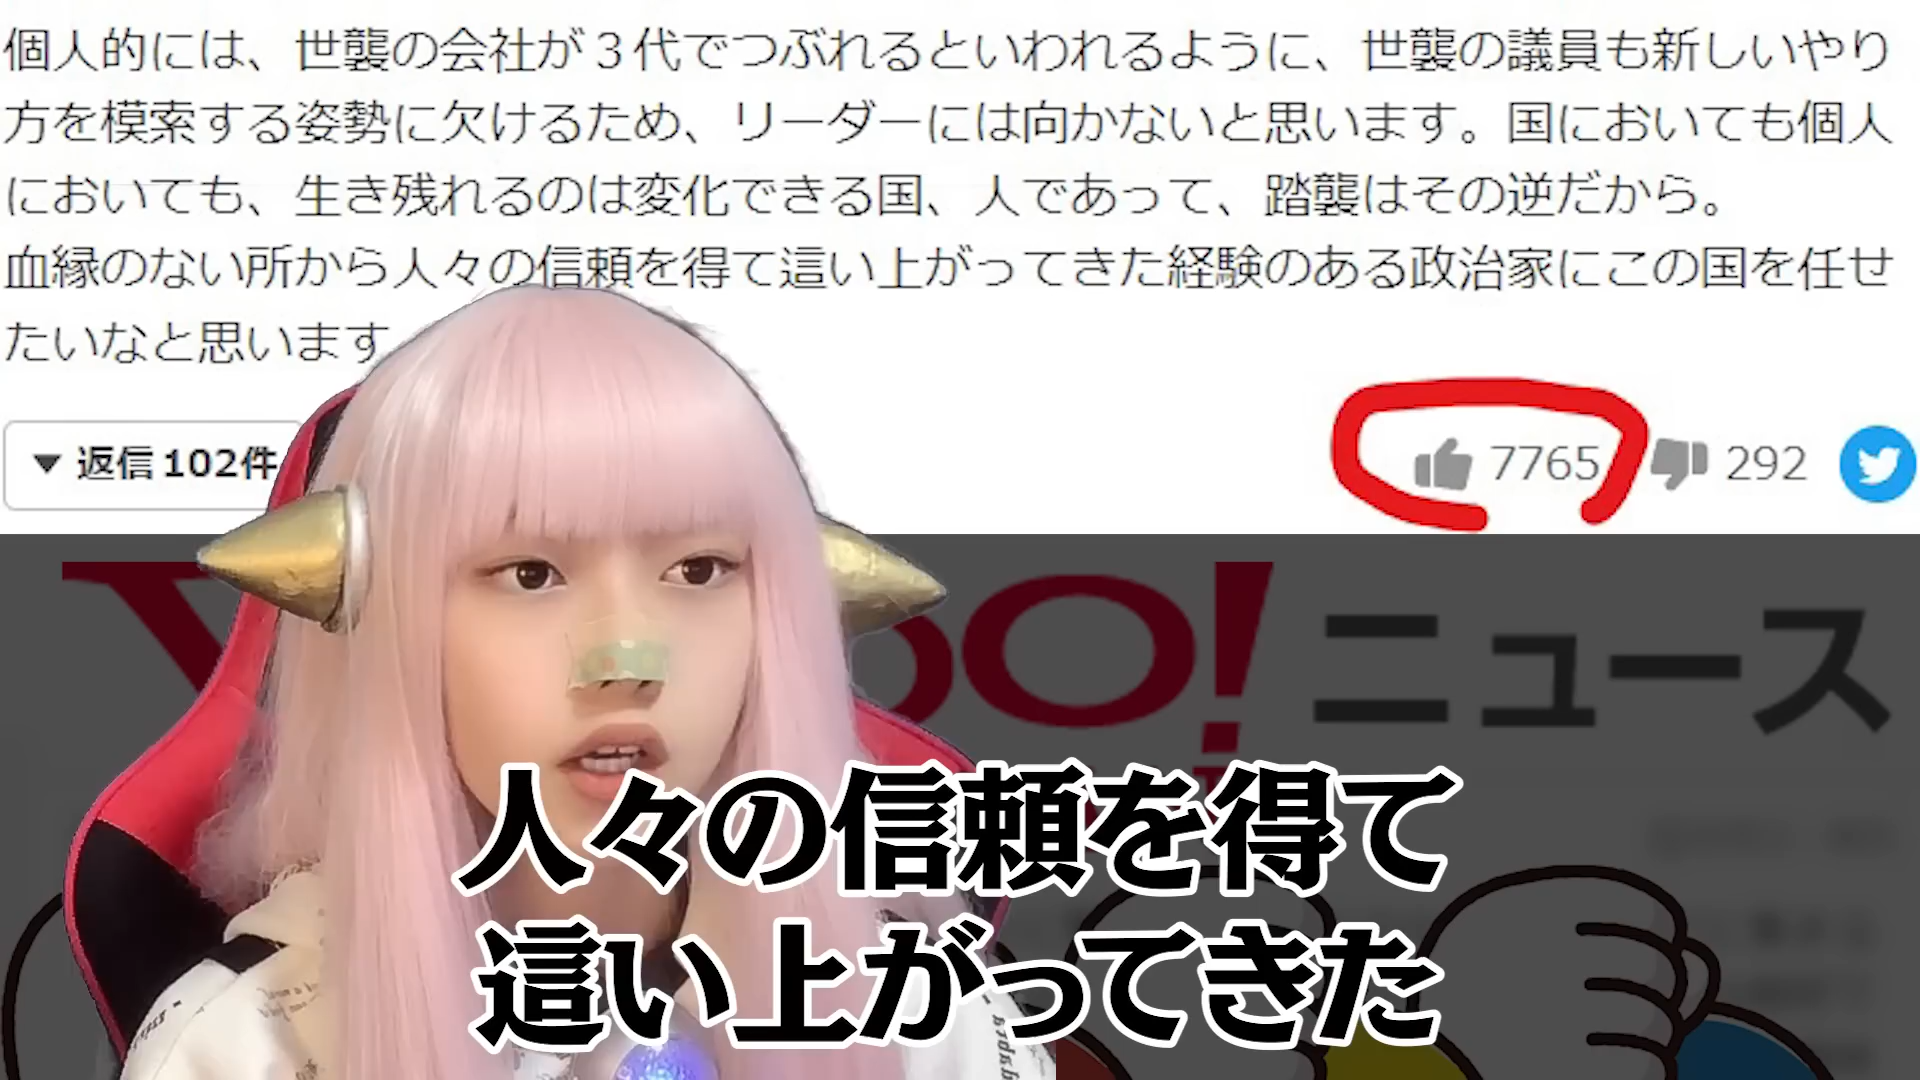 個人的には、世襲の会社が３代でつぶれるといわれるように、世襲の議員も新しいやり
方を模索する姿勢に欠けるため、リーダーには向かないと思います。国においても個人
においても、生き残れるのは変化できる国、人であって、踏襲はその逆だから。
血縁のない所から人々の信頼を得て這い上がってきた経験のある政治家にこの国を任せ
たいなと思います
返信102件
7765
292
ニュース
人々の信頼を得て
這い上がってきた